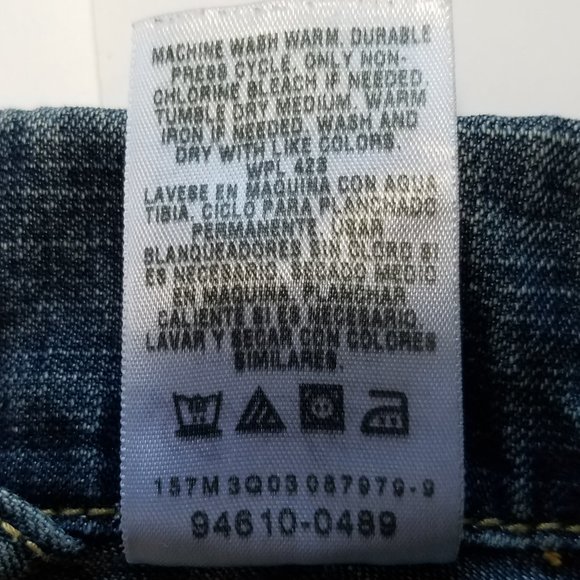 MACHINE WASH WARM, DURABLE
PRESS CYCLE, ONLY NON-
CHLORINE BLEACH IF NEEDED,
TUMBLE DRY MEDIUM, WARM
IRON IF NEEDED, WASH AND
DRY WITH LIKE COLORS.
WPL 423
LAVESE EN MAQUINA CON AGUA
TIBIA, CICLO PARA PLANCHADO
PERMANENTE, USAR
BLANQUEADORES SIN CLORO SI
ES NECESARIO, SECADO MEDIO
EN MAQUINA, PLANCHAR
CALIENTE SI ES NECESARIO
LAVAR Y SECAR CON COLORES
SIMILARES.
157M 3Q03 087979-9
94610-0489